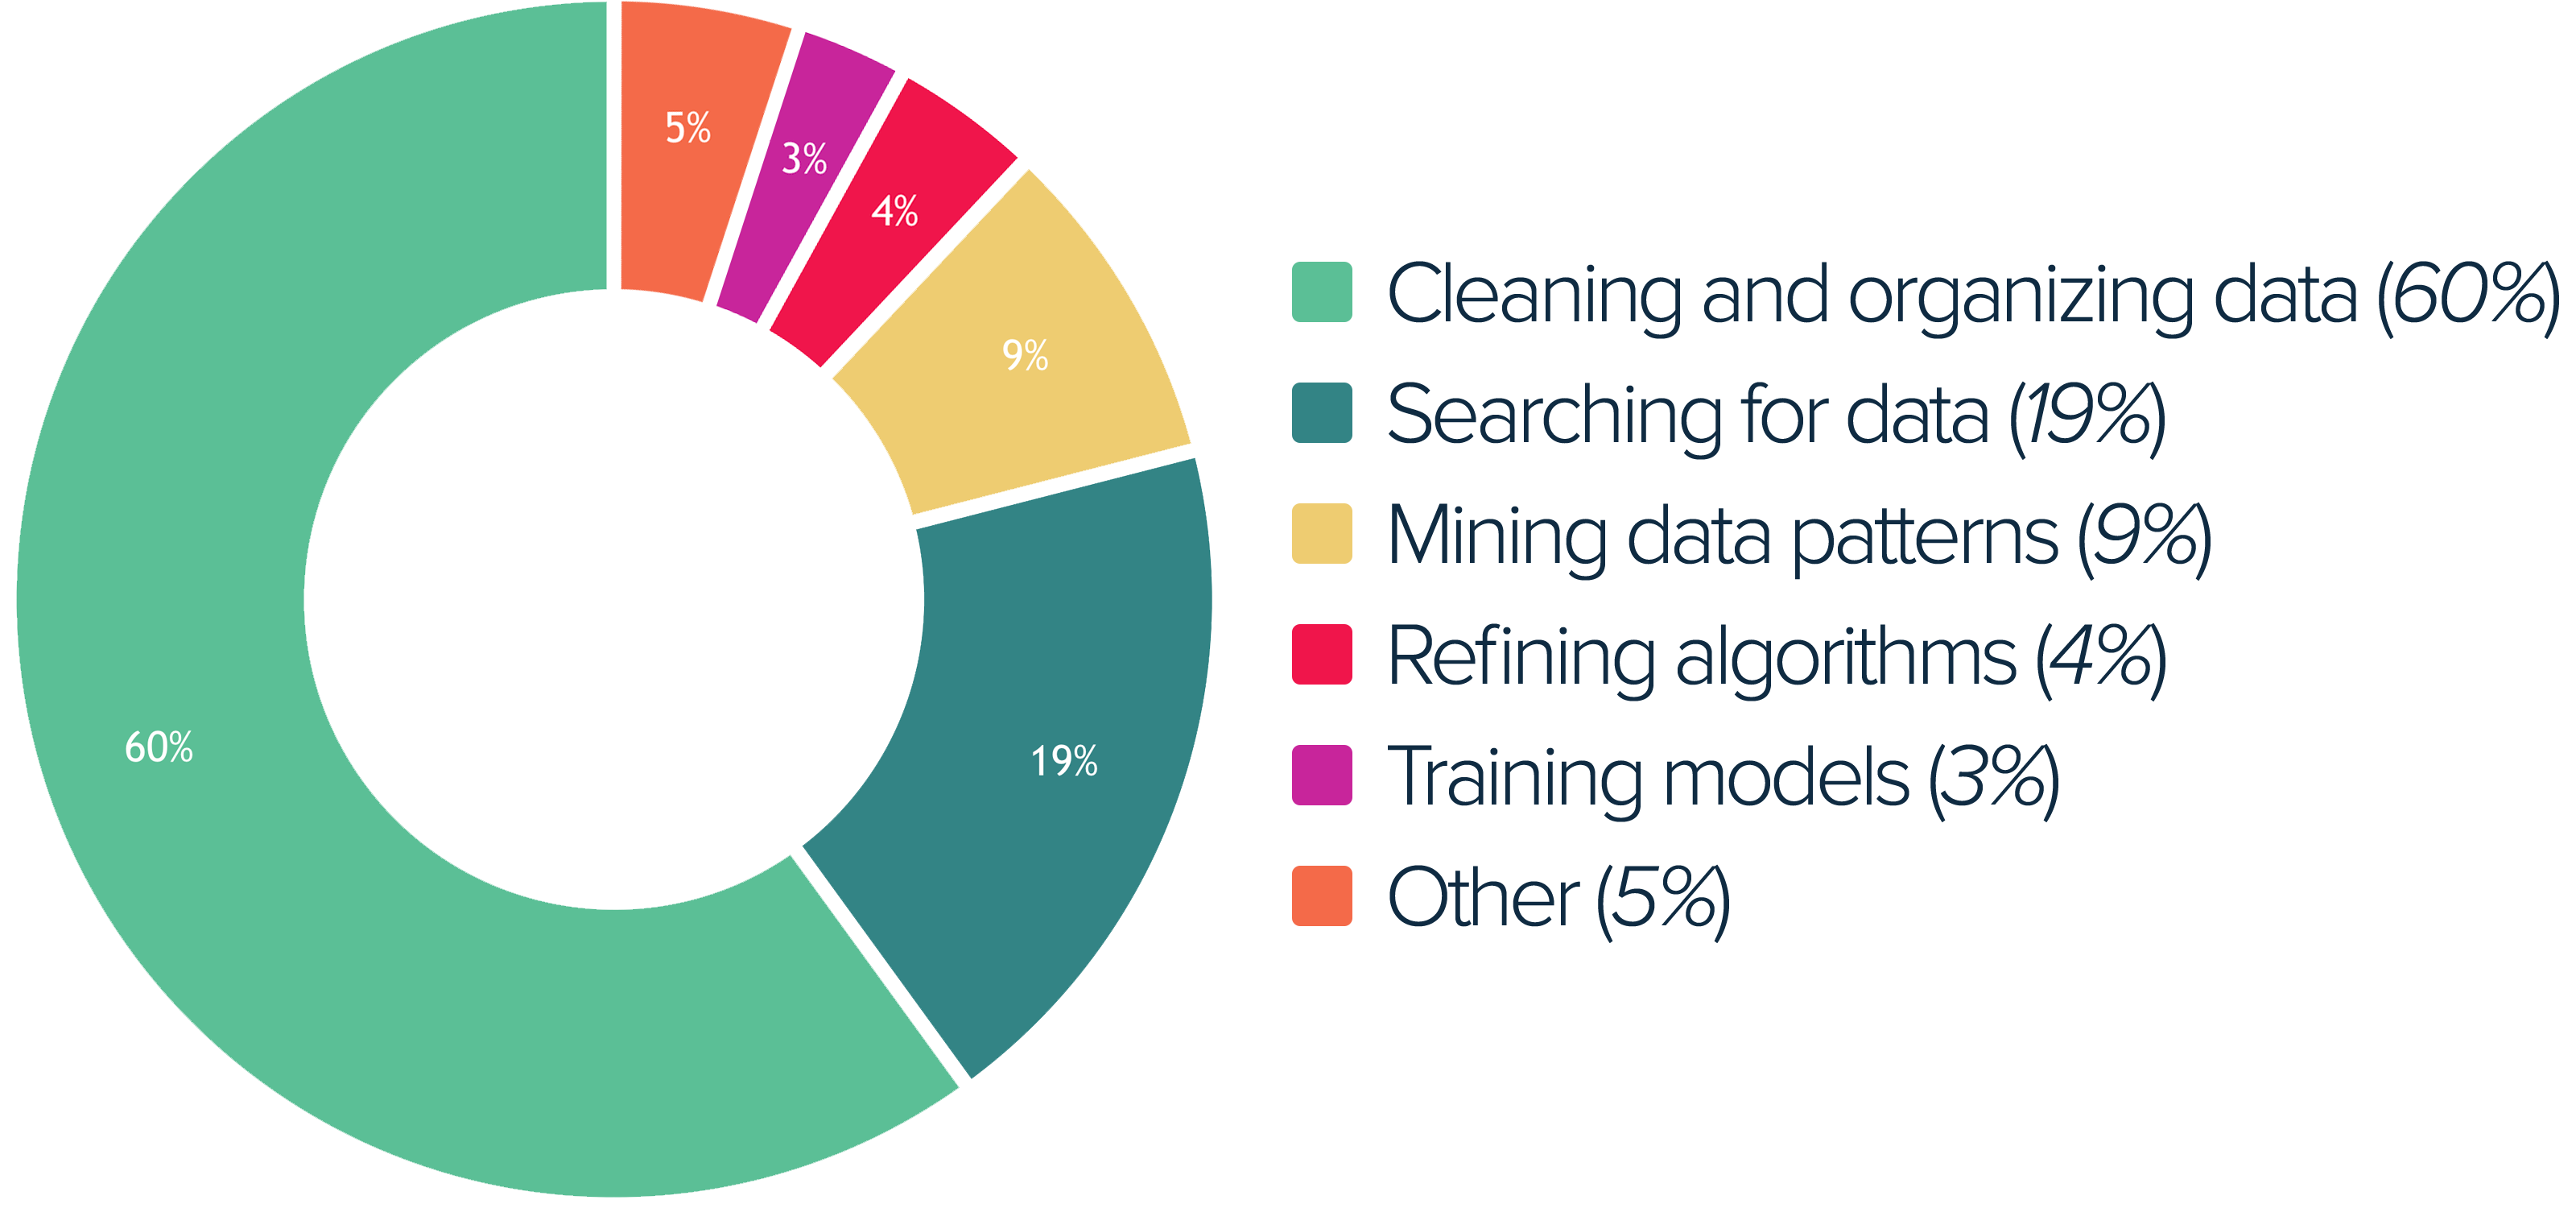 5%
3%
4%
9%
19%
60%
Cleaning and organizing data (60%)
Searching for data (19%)
Mining data patterns (9%)
Refining algorithms (4%)
Training models (3%)
Other (5%)